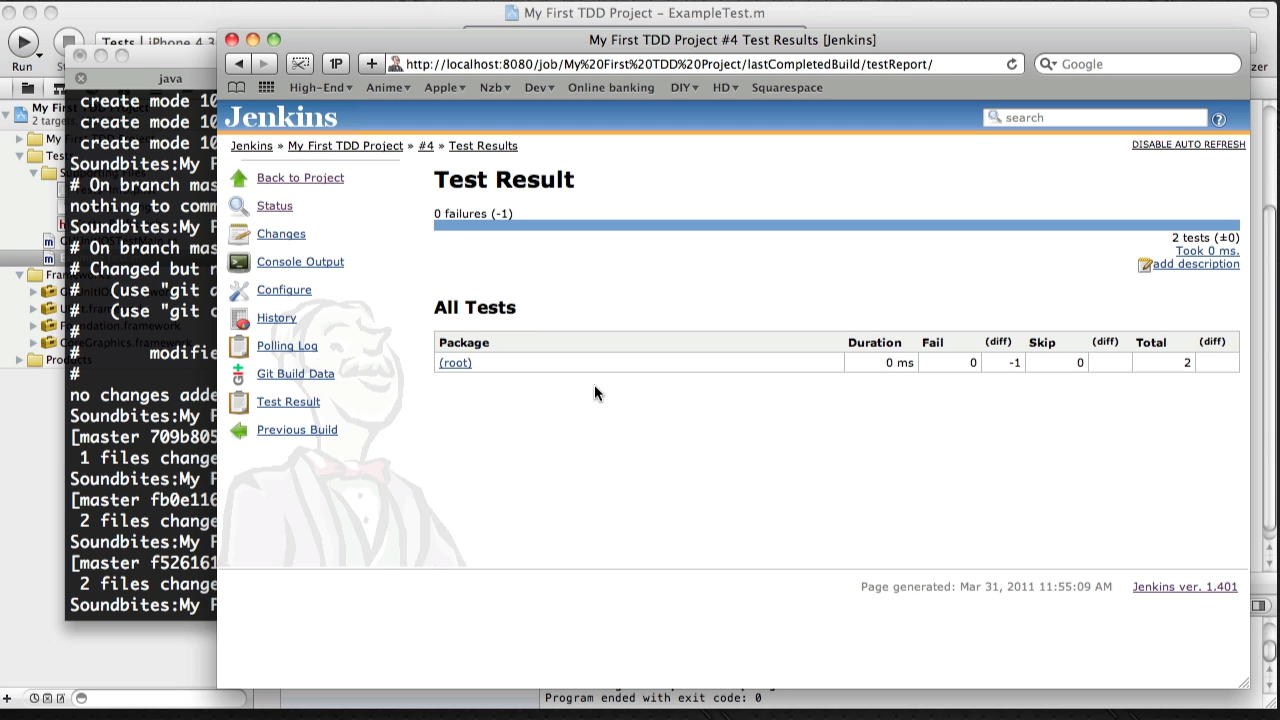 My First TDD Project – ExampleTest.m
My First TDD Project #4 Test Results [Jenkins]
Run
Tests | iPhone 4.3
java
1P
http://localhost:8080/job/My%20First%20TDD%20Project/lastCompletedBuild/testReport/
Google
High-End Anime Apple Nzb Dev Online banking DIY HD Squarespace
Jenkins
search
Jenkins » My First TDD Project » #4 » Test Results
DISABLE AUTO REFRESH
Back to Project
Status
Changes
Console Output
Configure
History
Polling Log
Git Build Data
Test Result
Previous Build
Test Result
0 failures (-1)
2 tests (±0)
Took 0 ms.
add description
All Tests
Package Duration Fail (diff) Skip (diff) Total (diff)
(root) 0 ms 0 -1 0 2
Page generated: Mar 31, 2011 11:55:09 AM
Jenkins ver. 1.401
create mode 10
create mode 10
create mode 10
Soundbites:My F
# On branch mas
nothing to comm
Soundbites:My F
# On branch mas
# Changed but n
# (use "git a
# (use "git c
#
# modifie
#
no changes adde
Soundbites:My F
[master 709b805
1 files change
Soundbites:My F
[master fb0e116
2 files change
Soundbites:My F
[master f526161
2 files change
Soundbites:My F
My F
2 targets
Program ended with exit code: 0